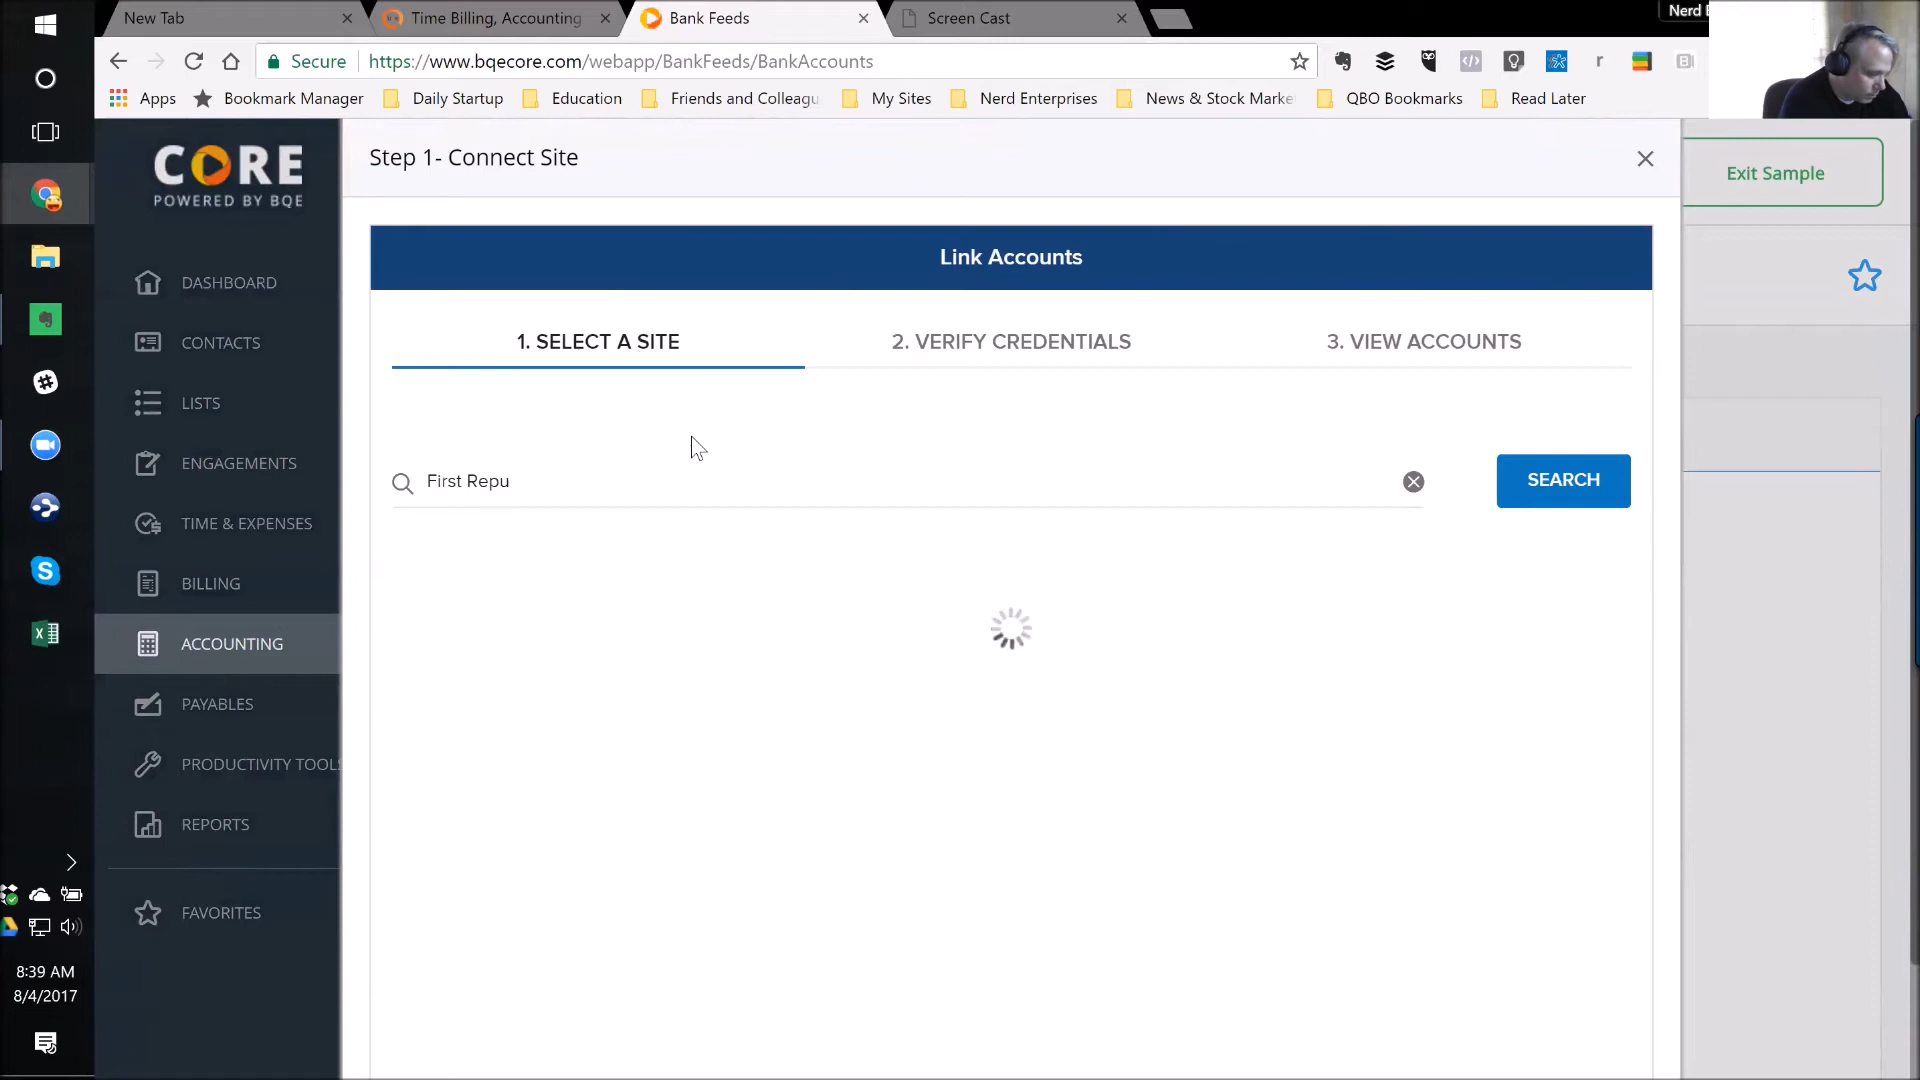 New Tab
Time Billing, Accounting
Bank Feeds
Screen Cast
Nerd
Secure
https://www.bqecore.com/webapp/BankFeeds/BankAccounts
Apps
Bookmark Manager
Daily Startup
Education
Friends and Colleagu
My Sites
Nerd Enterprises
News & Stock Marke
QBO Bookmarks
Read Later
CORE
POWERED BY BQE
DASHBOARD
CONTACTS
LISTS
ENGAGEMENTS
TIME & EXPENSES
BILLING
ACCOUNTING
PAYABLES
PRODUCTIVITY TOOLS
REPORTS
FAVORITES
Step 1- Connect Site
Exit Sample
Link Accounts
1. SELECT A SITE
2. VERIFY CREDENTIALS
3. VIEW ACCOUNTS
First Repu
SEARCH
8:39 AM
8/4/2017